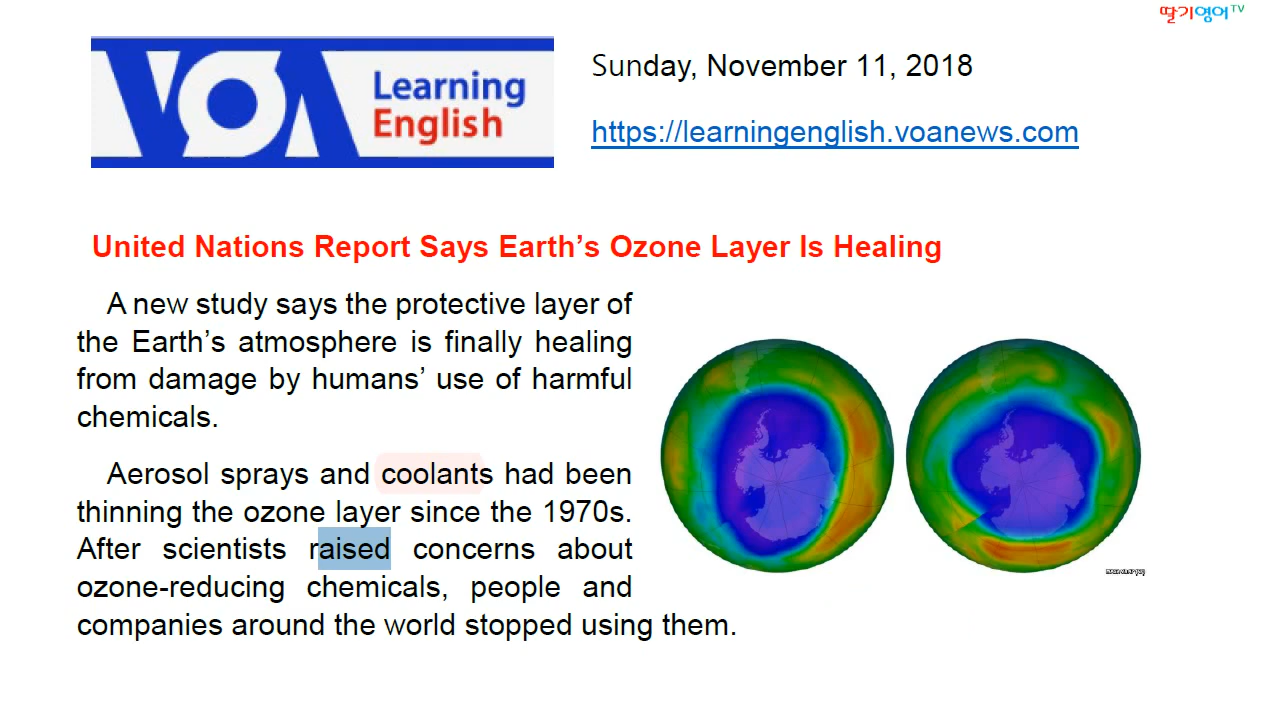 딸기영어TV
VOA Learning English
Sunday, November 11, 2018
https://learningenglish.voanews.com
United Nations Report Says Earth’s Ozone Layer Is Healing
A new study says the protective layer of
the Earth’s atmosphere is finally healing
from damage by humans’ use of harmful
chemicals.
Aerosol sprays and coolants had been
thinning the ozone layer since the 1970s.
After scientists raised concerns about
ozone-reducing chemicals, people and
companies around the world stopped using them.